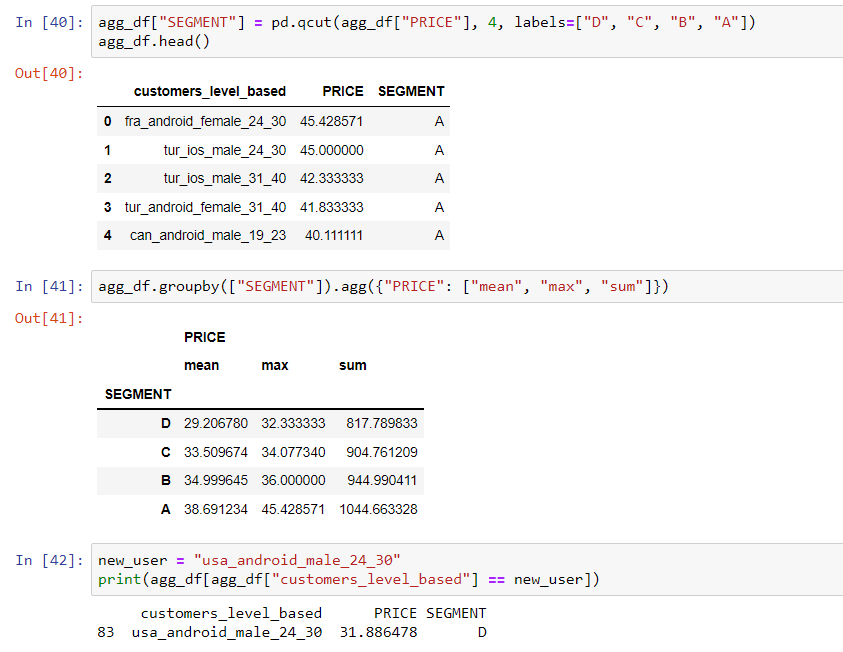 In [40]: agg_df["SEGMENT"] = pd.qcut(agg_df["PRICE"], 4, labels=["D", "C", "B", "A"])
agg_df.head()
Out[40]:
customers_level_based PRICE SEGMENT
0 fra_android_female_24_30 45.428571 A
1 tur_ios_male_24_30 45.000000 A
2 tur_ios_male_31_40 42.333333 A
3 tur_android_female_31_40 41.833333 A
4 can_android_male_19_23 40.111111 A
In [41]: agg_df.groupby(["SEGMENT"]).agg({"PRICE": ["mean", "max", "sum"]})
Out[41]:
PRICE
mean max sum
SEGMENT
D 29.206780 32.333333 817.789833
C 33.509674 34.077340 904.761209
B 34.999645 36.000000 944.990411
A 38.691234 45.428571 1044.663328
In [42]: new_user = "usa_android_male_24_30"
print(agg_df[agg_df["customers_level_based"] == new_user])
customers_level_based PRICE SEGMENT
83 usa_android_male_24_30 31.886478 D